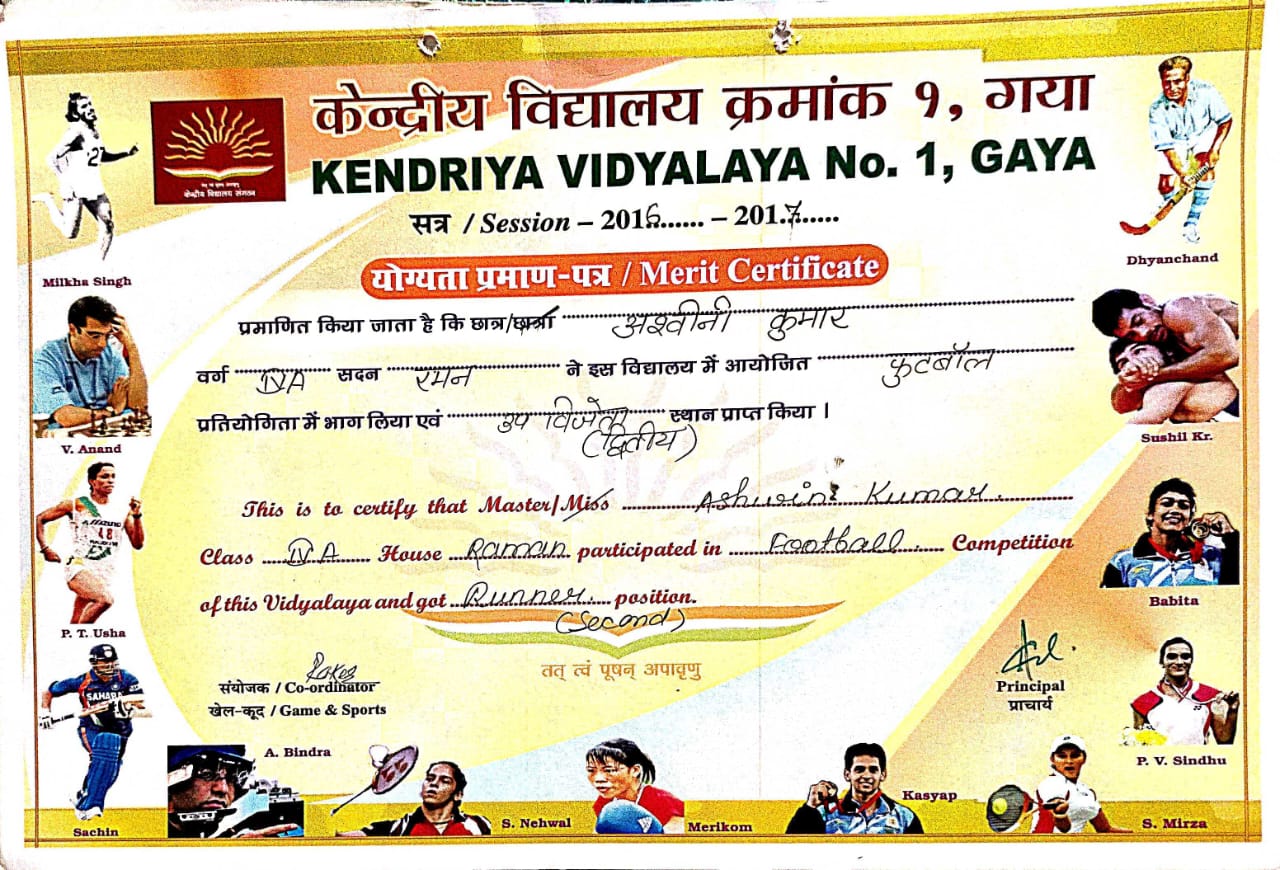 केन्द्रीय विद्यालय क्रमांक १, गया
KENDRIYA VIDYALAYA No. 1, GAYA
केन्द्रीय विद्यालय संगठन
सत्र / Session – 2016...... – 201.7.....
योग्यता प्रमाण-पत्र / Merit Certificate
प्रमाणित किया जाता है कि छात्र/छात्रा अश्वीनी कुमार
वर्ग IV A सदन रमन ने इस विद्यालय में आयोजित फुटबॉल
प्रतियोगिता में भाग लिया एवं उप विजेता स्थान प्राप्त किया ।
(द्वितीय)
This is to certify that Master/Miss Ashwini Kumar
Class IV A House Raman participated in Football Competition
of this Vidyalaya and got Runner position.
(Second)
तत् त्वं पूषन् अपावृणु
संयोजक / Co-ordinator
खेल-कूद / Game & Sports
Principal
प्राचार्य
Milkha Singh
V. Anand
P. T. Usha
Sachin
A. Bindra
S. Nehwal
Merikom
Kasyap
S. Mirza
P. V. Sindhu
Babita
Sushil Kr.
Dhyanchand
SAHARA